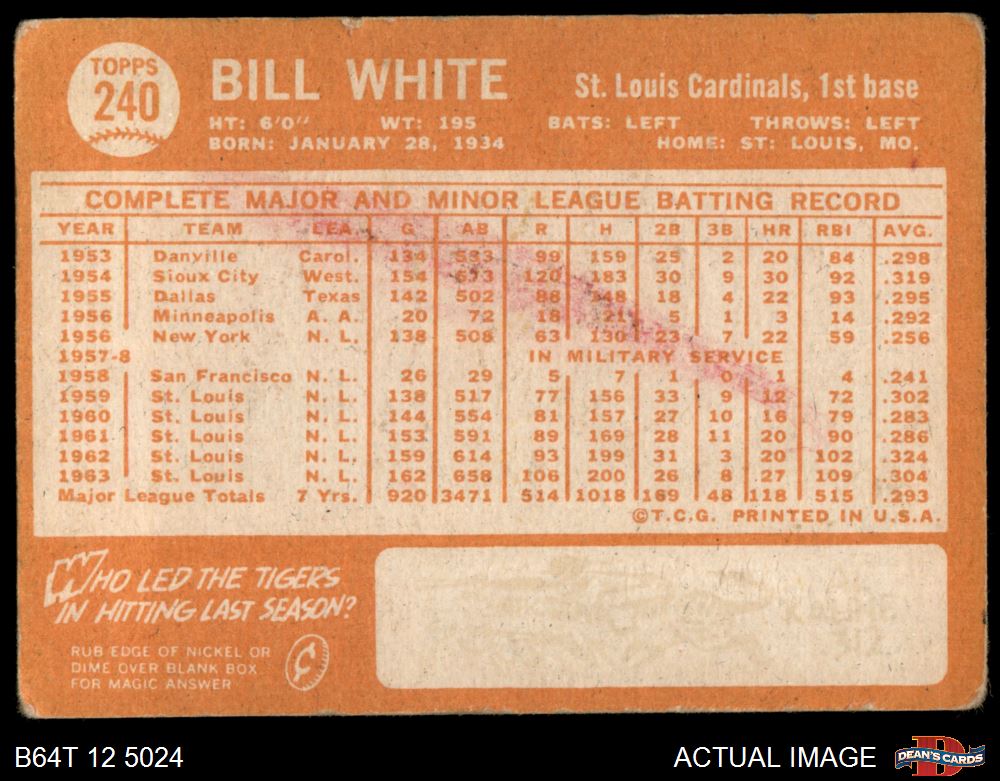 TOPPS
240
BILL WHITE
St. Louis Cardinals, 1st base
HT: 6'0" WT: 195 BATS: LEFT THROWS: LEFT
BORN: JANUARY 28, 1934 HOME: ST: LOUIS, MO.
COMPLETE MAJOR AND MINOR LEAGUE BATTING RECORD
YEAR TEAM LEA. G AB R H 2B 3B HR RBI AVG.
1953 Danville Carol. 134 533 99 159 25 2 20 84 .298
1954 Sioux City West. 154 573 120 183 30 9 30 92 .319
1955 Dallas Texas 142 502 88 148 18 4 22 93 .295
1956 Minneapolis A. A. 20 72 18 21 5 1 3 14 .292
1956 New York N. L. 138 508 63 130 23 7 22 59 .256
1957-8 IN MILITARY SERVICE
1958 San Francisco N. L. 26 29 5 7 1 0 1 4 .241
1959 St. Louis N. L. 138 517 77 156 33 9 12 72 .302
1960 St. Louis N. L. 144 554 81 157 27 10 16 79 .283
1961 St. Louis N. L. 153 591 89 169 28 11 20 90 .286
1962 St. Louis N. L. 159 614 93 199 31 3 20 102 .324
1963 St. Louis N. L. 162 658 106 200 26 8 27 109 .304
Major League Totals 7 Yrs. 920 3471 514 1018 169 48 118 515 .293
©T.C.G. PRINTED IN U.S.A.
WHO LED THE TIGERS
IN HITTING LAST SEASON?
RUB EDGE OF NICKEL OR
DIME OVER BLANK BOX
FOR MAGIC ANSWER
¢
B64T 12 5024
ACTUAL IMAGE
D
DEAN'S CARDS